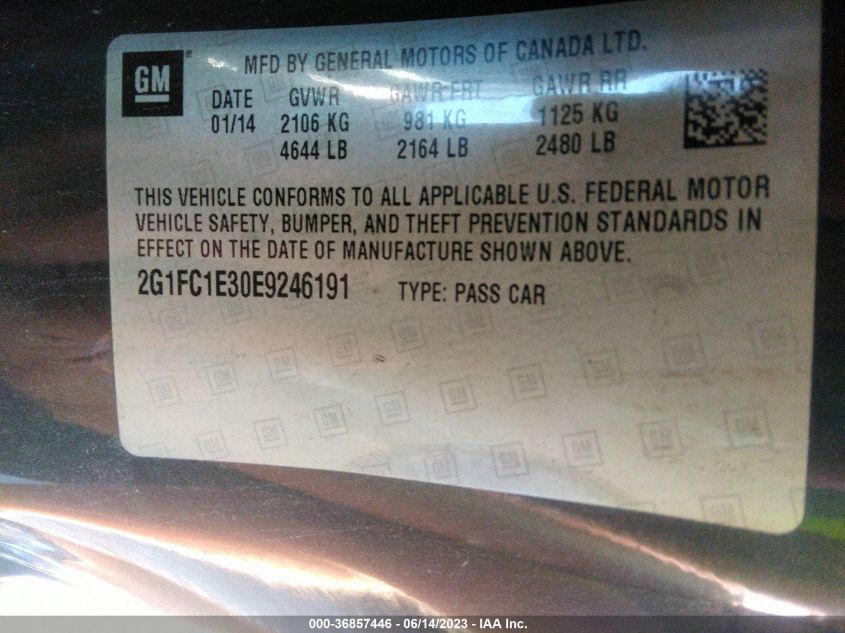 GM
MFD BY GENERAL MOTORS OF CANADA LTD.
DATE GVWR GAWR FRT GAWR RR
01/14 2106 KG 981 KG 1125 KG
4644 LB 2164 LB 2480 LB
THIS VEHICLE CONFORMS TO ALL APPLICABLE U.S. FEDERAL MOTOR
VEHICLE SAFETY, BUMPER, AND THEFT PREVENTION STANDARDS IN
EFFECT ON THE DATE OF MANUFACTURE SHOWN ABOVE.
2G1FC1E30E9246191 TYPE: PASS CAR
000-36857446 - 06/14/2023 - IAA Inc.